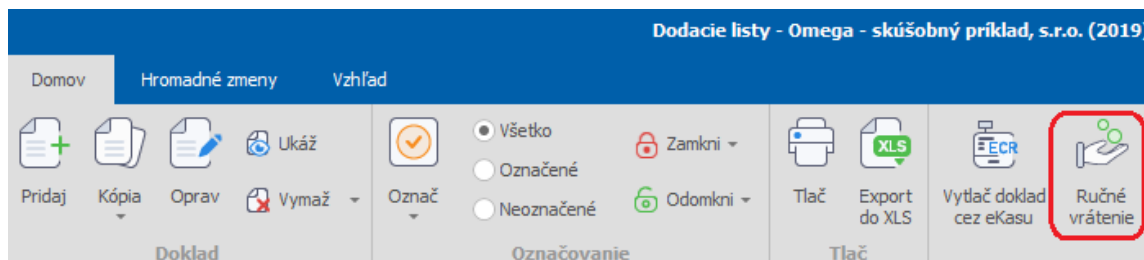 Dodacie listy - Omega - skúšobný príklad, s.r.o. (2019)
Domov Hromadné zmeny Vzhľad
Pridaj
Kópia
Oprav
Ukáž
Vymaž
Doklad
Označ
Všetko
Označené
Neoznačené
Zamkni
Odomkni
Označovanie
Tlač
XLS
Export
do XLS
Tlač
ECR
Vytlač doklad
cez eKasu
Ručné
vrátenie